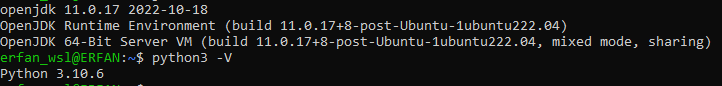 openjdk 11.0.17 2022-10-18
OpenJDK Runtime Environment (build 11.0.17+8-post-Ubuntu-1ubuntu222.04)
OpenJDK 64-Bit Server VM (build 11.0.17+8-post-Ubuntu-1ubuntu222.04, mixed mode, sharing)
erfan_wsl@ERFAN:~$ python3 -V
Python 3.10.6